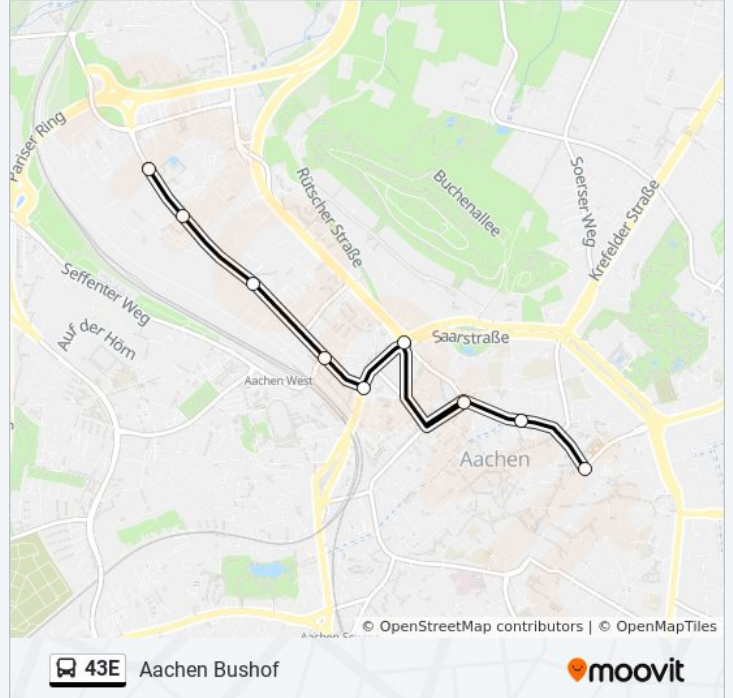 Pariser Ring
Rütscher Straße
Buchenallee
Soerser Weg
Krefelder Straße
Seffenter Weg
Auf der Hörn
Saarstraße
Aachen West
Aachen
© OpenStreetMap contributors | © OpenMapTiles
43E Aachen Bushof
moovit